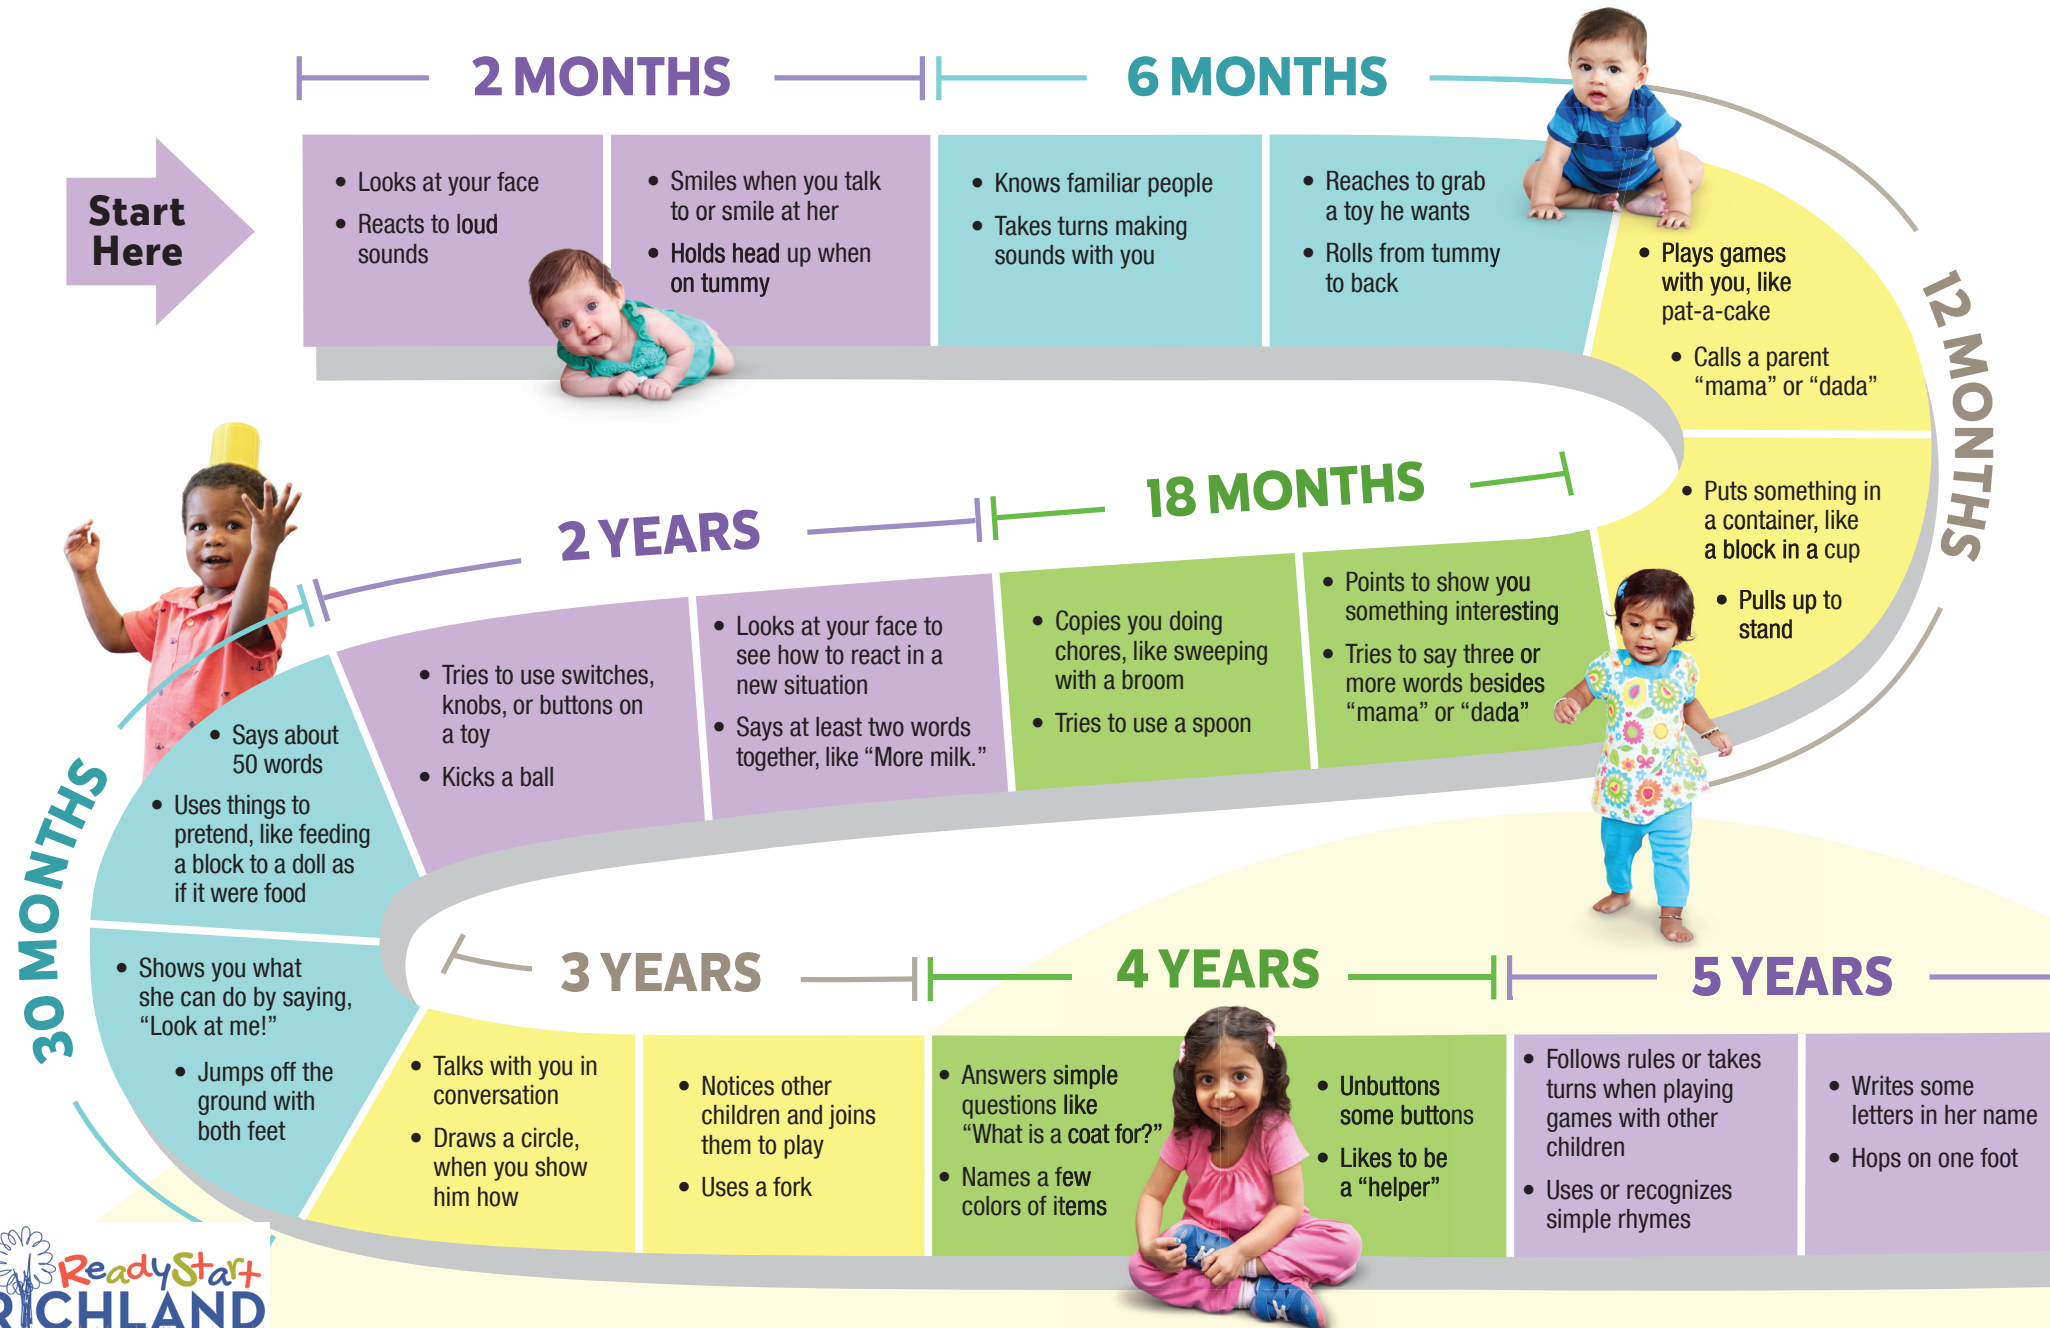 2 MONTHS
6 MONTHS
Start
Here
• Looks at your face
• Reacts to loud
sounds
• Smiles when you talk
to or smile at her
• Holds head up when
on tummy
• Knows familiar people
• Takes turns making
sounds with you
• Reaches to grab
a toy he wants
• Rolls from tummy
to back
12 MONTHS
• Plays games
with you, like
pat-a-cake
• Calls a parent
“mama” or “dada”
• Puts something in
a container, like
a block in a cup
• Pulls up to
stand
18 MONTHS
• Points to show you
something interesting
• Tries to say three or
more words besides
“mama” or “dada”
• Copies you doing
chores, like sweeping
with a broom
• Tries to use a spoon
2 YEARS
• Looks at your face to
see how to react in a
new situation
• Says at least two words
together, like “More milk.”
• Tries to use switches,
knobs, or buttons on
a toy
• Kicks a ball
30 MONTHS
• Says about
50 words
• Uses things to
pretend, like feeding
a block to a doll as
if it were food
• Shows you what
she can do by saying,
“Look at me!”
• Jumps off the
ground with
both feet
3 YEARS
• Talks with you in
conversation
• Draws a circle,
when you show
him how
• Notices other
children and joins
them to play
• Uses a fork
4 YEARS
• Answers simple
questions like
“What is a coat for?”
• Names a few
colors of items
• Unbuttons
some buttons
• Likes to be
a “helper”
5 YEARS
• Follows rules or takes
turns when playing
games with other
children
• Uses or recognizes
simple rhymes
• Writes some
letters in her name
• Hops on one foot
ReadyStart
RICHLAND